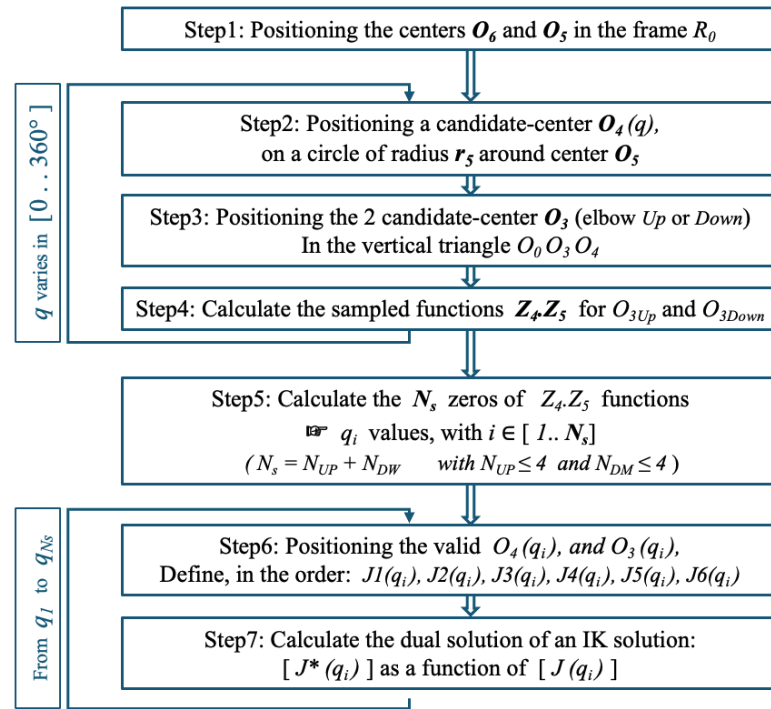 Step1: Positioning the centers O₆ and O₅ in the frame R₀
q varies in [0 . . 360° ]
Step2: Positioning a candidate-center O₄(q),
on a circle of radius r₅ around center O₅
Step3: Positioning the 2 candidate-center O₃ (elbow Up or Down)
In the vertical triangle O₀ O₃ O₄
Step4: Calculate the sampled functions Z₄.Z₅ for O₃Up and O₃Down
Step5: Calculate the Nₛ zeros of Z₄.Z₅ functions
☞ qᵢ values, with i ∈ [ 1.. Nₛ]
( Nₛ = N_UP + N_DW with N_UP ≤ 4 and N_DM ≤ 4 )
From q₁ to q_Ns
Step6: Positioning the valid O₄(qᵢ), and O₃(qᵢ),
Define, in the order: J1(qᵢ), J2(qᵢ), J3(qᵢ), J4(qᵢ), J5(qᵢ), J6(qᵢ)
Step7: Calculate the dual solution of an IK solution:
[ J* (qᵢ) ] as a function of [ J (qᵢ) ]